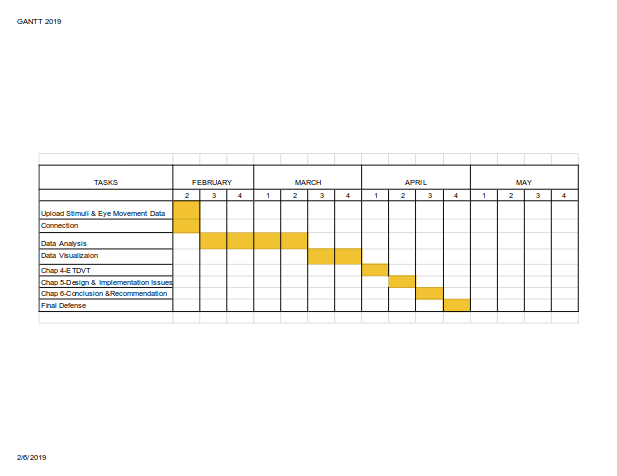 GANTT 2019
TASKS FEBRUARY MARCH APRIL MAY
2 3 4 1 2 3 4 1 2 3 4 1 2 3 4
Upload Stimuli & Eye Movement Data
Connection
Data Analysis
Data Visualizaion
Chap 4-ETDVT
Chap 5-Design & Implementation Issues
Chap 6-Conclusion &Recommendation
Final Defense
2/6/2019